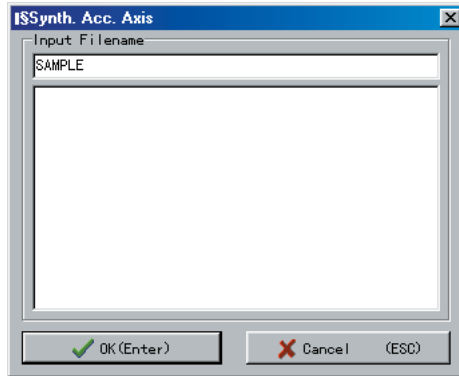 §Synth. Acc. Axis
Input Filename
SAMPLE
OK(Enter)
Cancel (ESC)